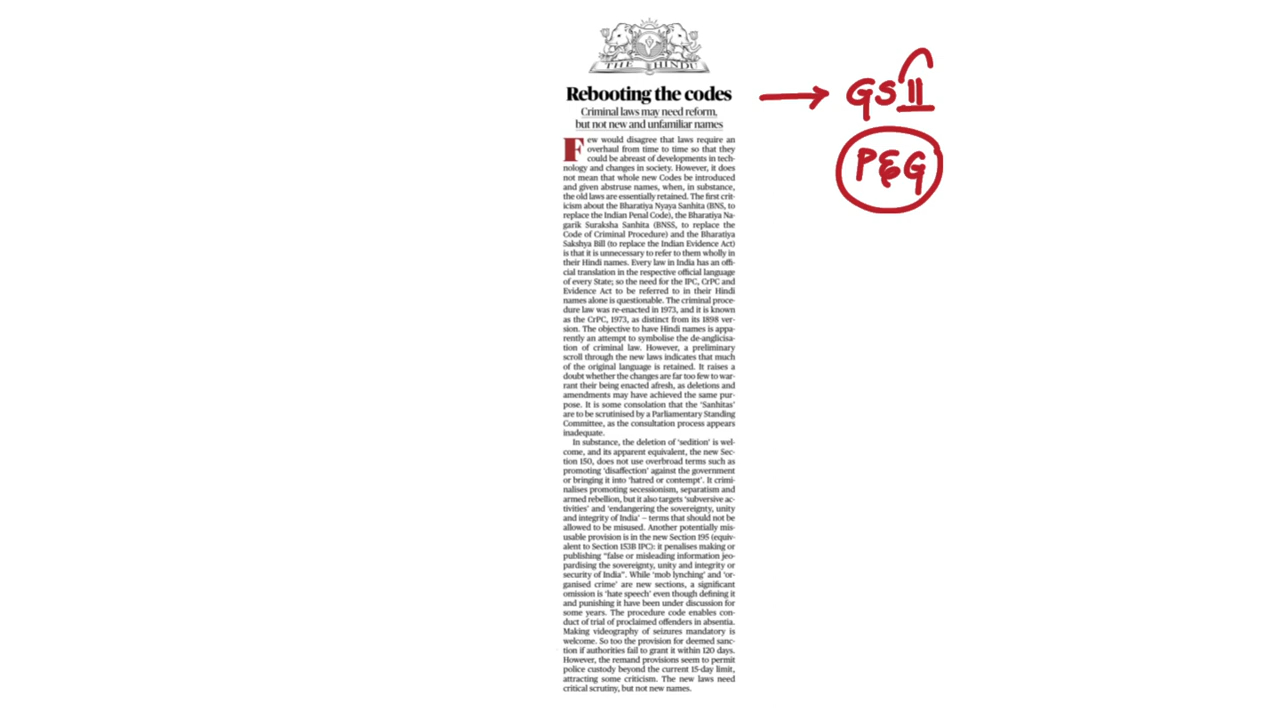 THE HINDU
Rebooting the codes
Criminal laws may need reform,
but not new and unfamiliar names
Few would disagree that laws require an
overhaul from time to time so that they
could be abreast of developments in tech-
nology and changes in society. However, it does
not mean that whole new Codes be introduced
and given abstruse names, when, in substance,
the old laws are essentially retained. The first crit-
icism about the Bharatiya Nyaya Sanhita (BNS, to
replace the Indian Penal Code), the Bharatiya Na-
garik Suraksha Sanhita (BNSS, to replace the
Code of Criminal Procedure) and the Bharatiya
Sakshya Bill (to replace the Indian Evidence Act)
is that it is unnecessary to refer to them wholly in
their Hindi names. Every law in India has an offi-
cial translation in the respective official language
of every State; so the need for the IPC, CrPC and
Evidence Act to be referred to in their Hindi
names alone is questionable. The criminal proce-
dure law was re-enacted in 1973, and it is known
as the CrPC, 1973, as distinct from its 1898 ver-
sion. The objective to have Hindi names is appa-
rently an attempt to symbolise the de-anglicisa-
tion of criminal law. However, a preliminary
scroll through the new laws indicates that much
of the original language is retained. It raises a
doubt whether the changes are far too few to war-
rant their being enacted afresh, as deletions and
amendments may have achieved the same pur-
pose. It is some consolation that the ‘Sanhitas’
are to be scrutinised by a Parliamentary Standing
Committee, as the consultation process appears
inadequate.
In substance, the deletion of ‘sedition’ is wel-
come, and its apparent equivalent, the new Sec-
tion 150, does not use overbroad terms such as
promoting ‘disaffection’ against the government
or bringing it into ‘hatred or contempt’. It crimi-
nalises promoting secessionism, separatism and
armed rebellion, but it also targets ‘subversive ac-
tivities’ and ‘endangering the sovereignty, unity
and integrity of India’ – terms that should not be
allowed to be misused. Another potentially mis-
usable provision is in the new Section 195 (equiv-
alent to Section 153B IPC): it penalises making or
publishing “false or misleading information jeo-
pardising the sovereignty, unity and integrity or
security of India”. While ‘mob lynching’ and ‘or-
ganised crime’ are new sections, a significant
omission is ‘hate speech’ even though defining it
and punishing it have been under discussion for
some years. The procedure code enables con-
duct of trial of proclaimed offenders in absentia.
Making videography of seizures mandatory is
welcome. So too the provision for deemed sanc-
tion if authorities fail to grant it within 120 days.
However, the remand provisions seem to permit
police custody beyond the current 15-day limit,
attracting some criticism. The new laws need
critical scrutiny, but not new names.
GS II
P&G